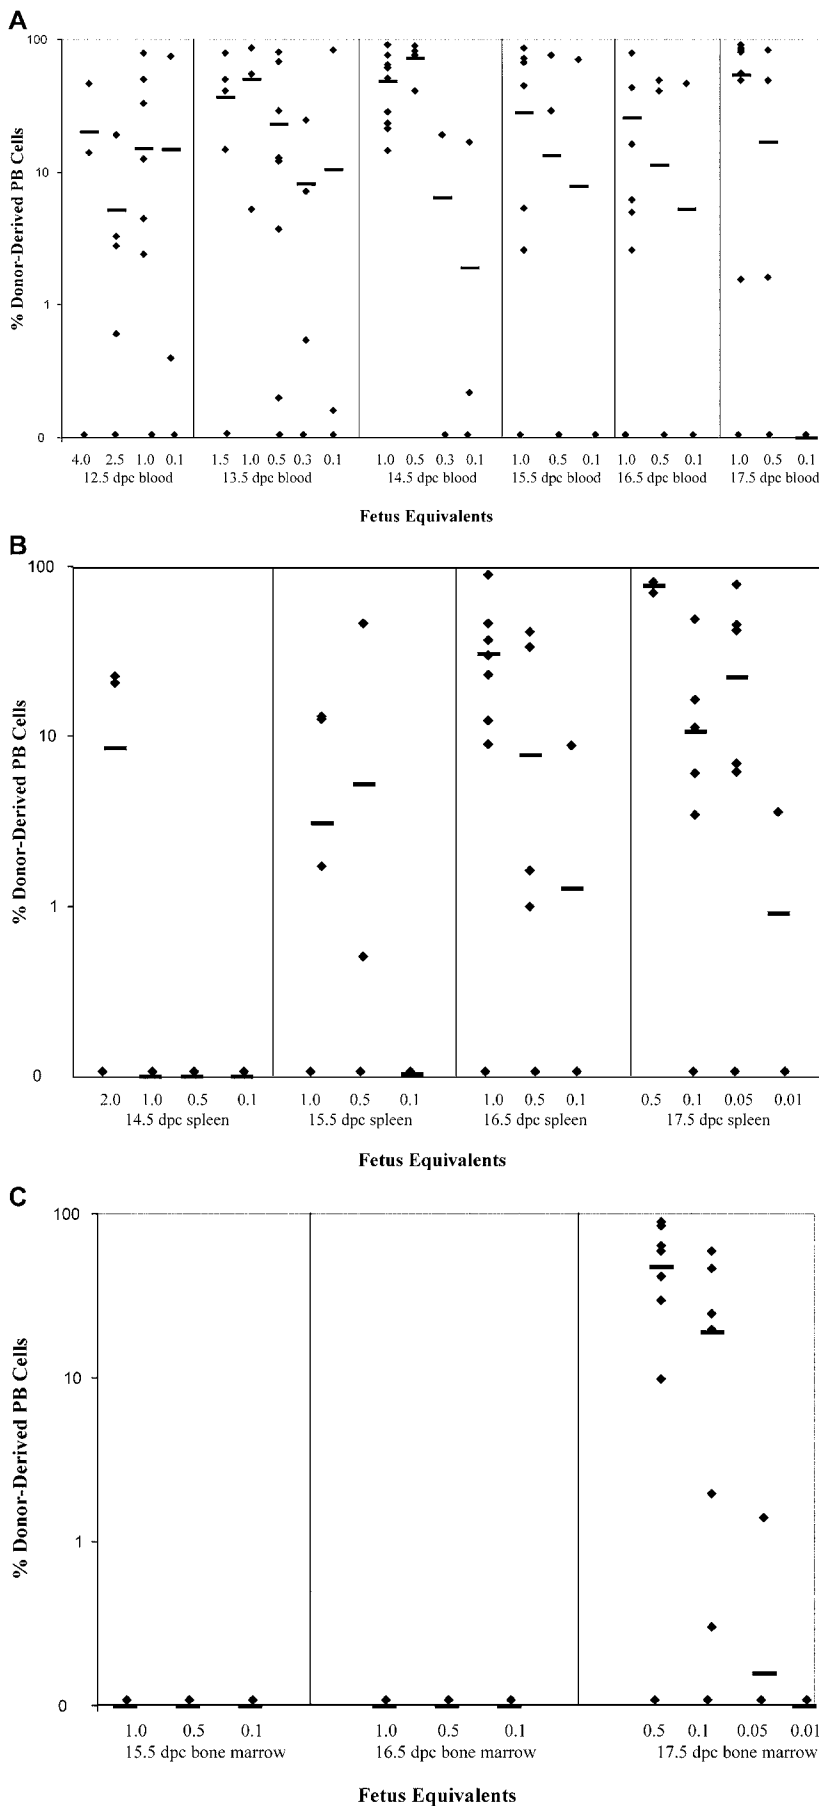 A
% Donor-Derived PB Cells
100
10
1
0
4.0 2.5 1.0 0.1 1.5 1.0 0.5 0.3 0.1 1.0 0.5 0.3 0.1 1.0 0.5 0.1 1.0 0.5 0.1 1.0 0.5 0.1
12.5 dpc blood 13.5 dpc blood 14.5 dpc blood 15.5 dpc blood 16.5 dpc blood 17.5 dpc blood
Fetus Equivalents
B
% Donor-Derived PB Cells
100
10
1
0
2.0 1.0 0.5 0.1 1.0 0.5 0.1 1.0 0.5 0.1 0.5 0.1 0.05 0.01
14.5 dpc spleen 15.5 dpc spleen 16.5 dpc spleen 17.5 dpc spleen
Fetus Equivalents
C
% Donor-Derived PB Cells
100
10
1
0
1.0 0.5 0.1 1.0 0.5 0.1 0.5 0.1 0.05 0.01
15.5 dpc bone marrow 16.5 dpc bone marrow 17.5 dpc bone marrow
Fetus Equivalents